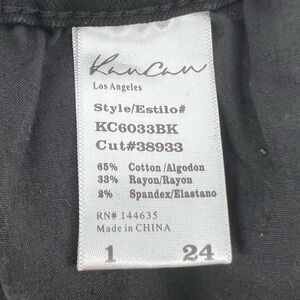 KanCan
Los Angeles
Style/Estilo#
KC6033BK
Cut#38933
65% Cotton/Algodon
33% Rayon/Rayon
2% Spandex/Elastano
RN# 144635
Made in CHINA
1 24